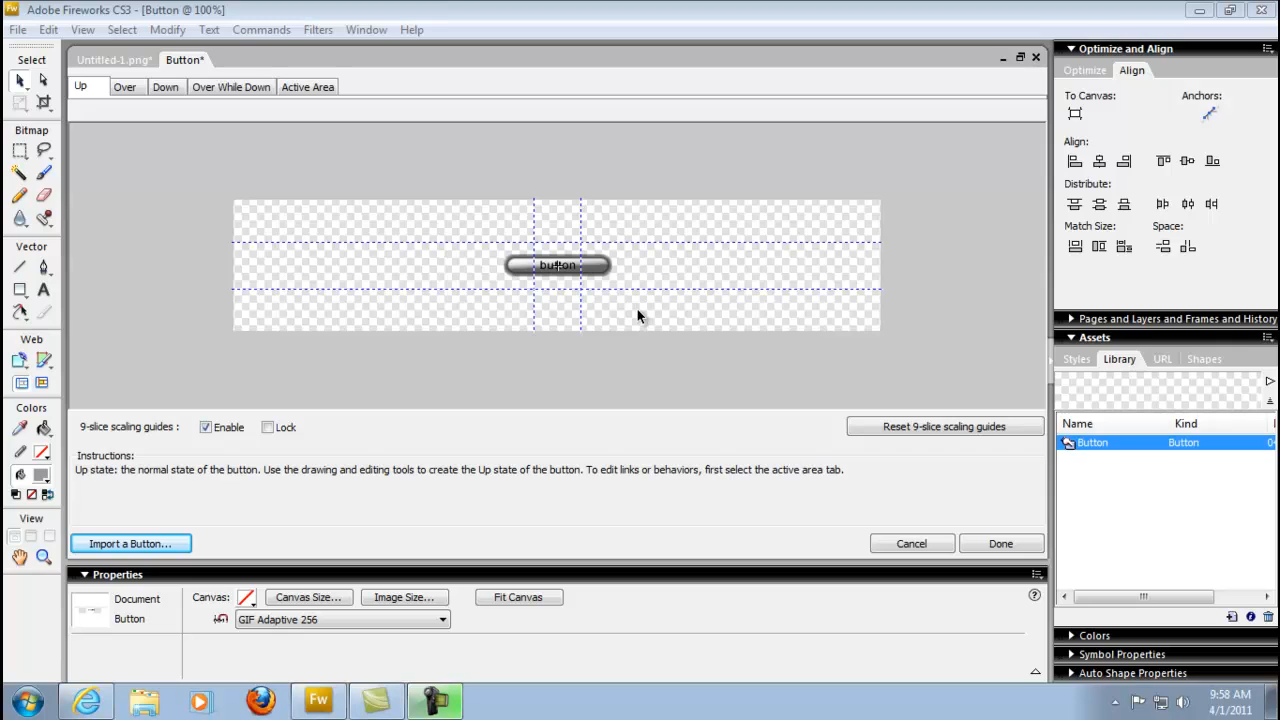 Adobe Fireworks CS3 - [Button @ 100%]
File Edit View Select Modify Text Commands Filters Window Help
Select
Untitled-1.png* Button*
Up Over Down Over While Down Active Area
Bitmap
Vector
Web
Colors
View
button
9-slice scaling guides : Enable Lock Reset 9-slice scaling guides
Instructions:
Up state: the normal state of the button. Use the drawing and editing tools to create the Up state of the button. To edit links or behaviors, first select the active area tab.
Import a Button... Cancel Done
Properties
Document
Button
Canvas: Canvas Size... Image Size... Fit Canvas
GIF Adaptive 256
Optimize and Align
Optimize Align
To Canvas: Anchors:
Align:
Distribute:
Match Size: Space:
Pages and Layers and Frames and History
Assets
Styles Library URL Shapes
Name Kind
Button Button
Colors
Symbol Properties
Auto Shape Properties
Fw
9:58 AM
4/1/2011